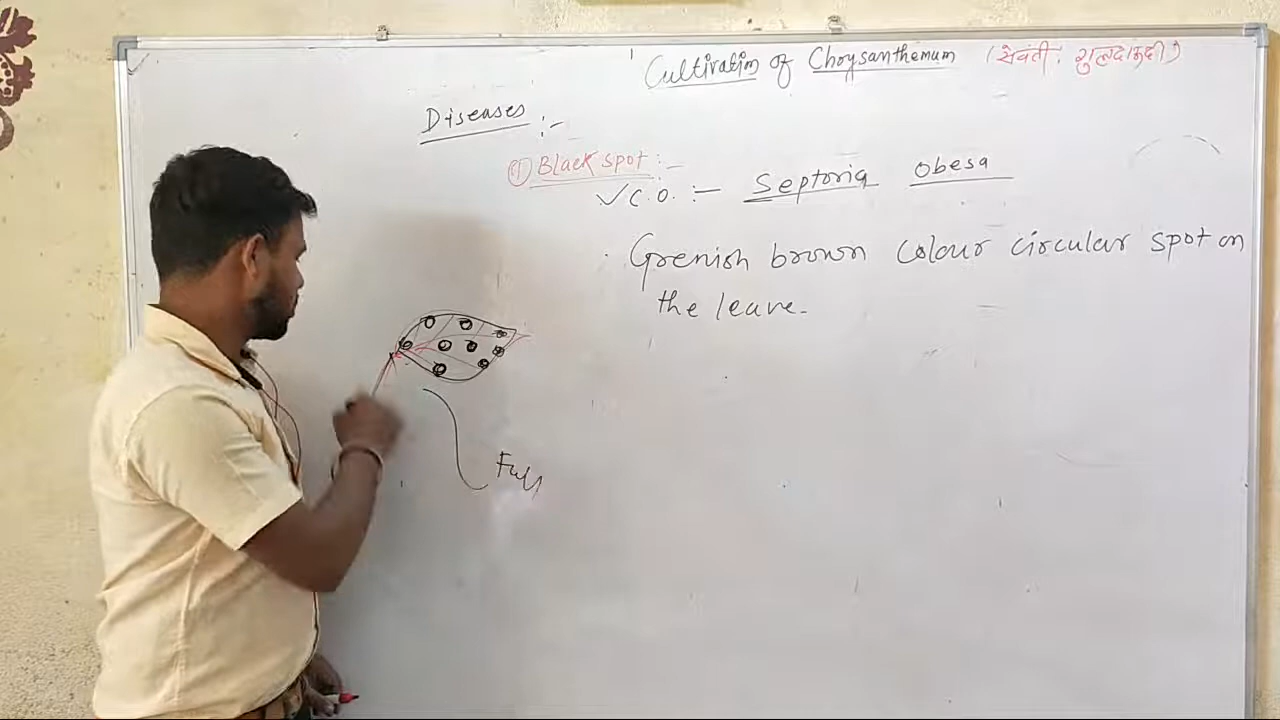 Cultivation of Chrysanthemum (सेवंती, गुलदाऊदी)
Diseases :-
(1) Black spot :-
✓ C.O. :- Septoria obesa
Grenish brown colour circular spot on
the leave.
Full